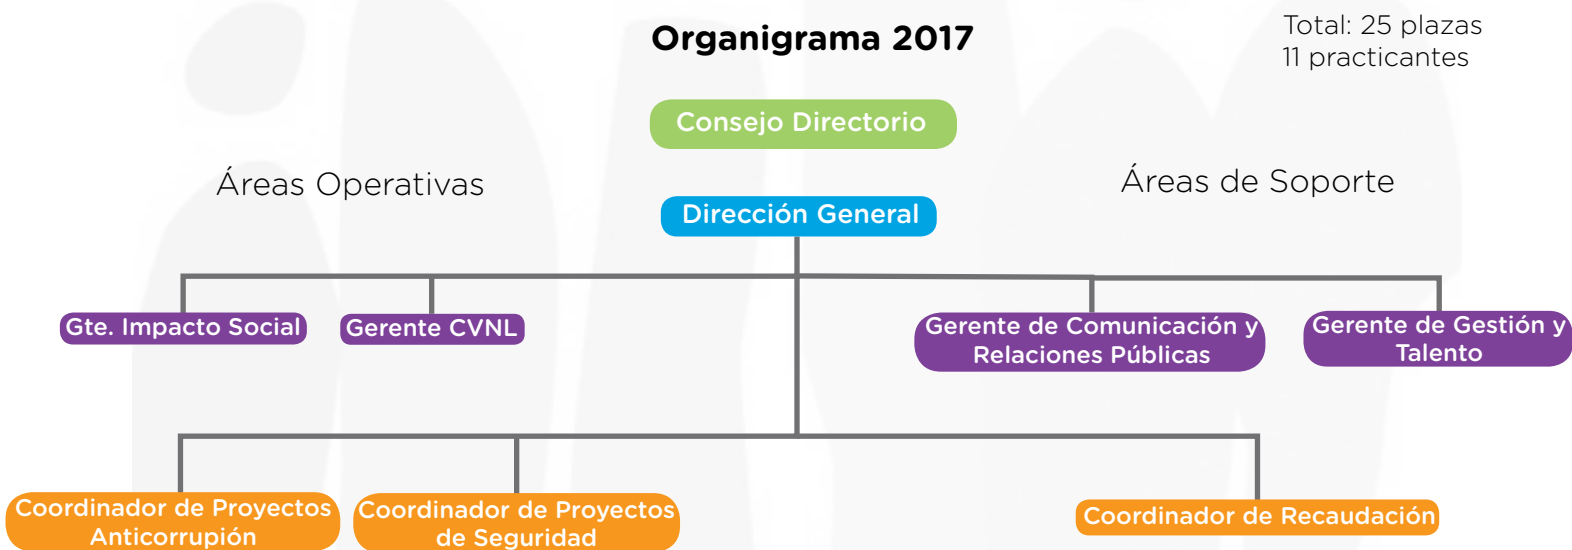 Organigrama 2017
Total: 25 plazas
11 practicantes
Consejo Directorio
Áreas Operativas
Áreas de Soporte
Dirección General
Gte. Impacto Social
Gerente CVNL
Gerente de Comunicación y
Relaciones Públicas
Gerente de Gestión y
Talento
Coordinador de Proyectos
Anticorrupión
Coordinador de Proyectos
de Seguridad
Coordinador de Recaudación